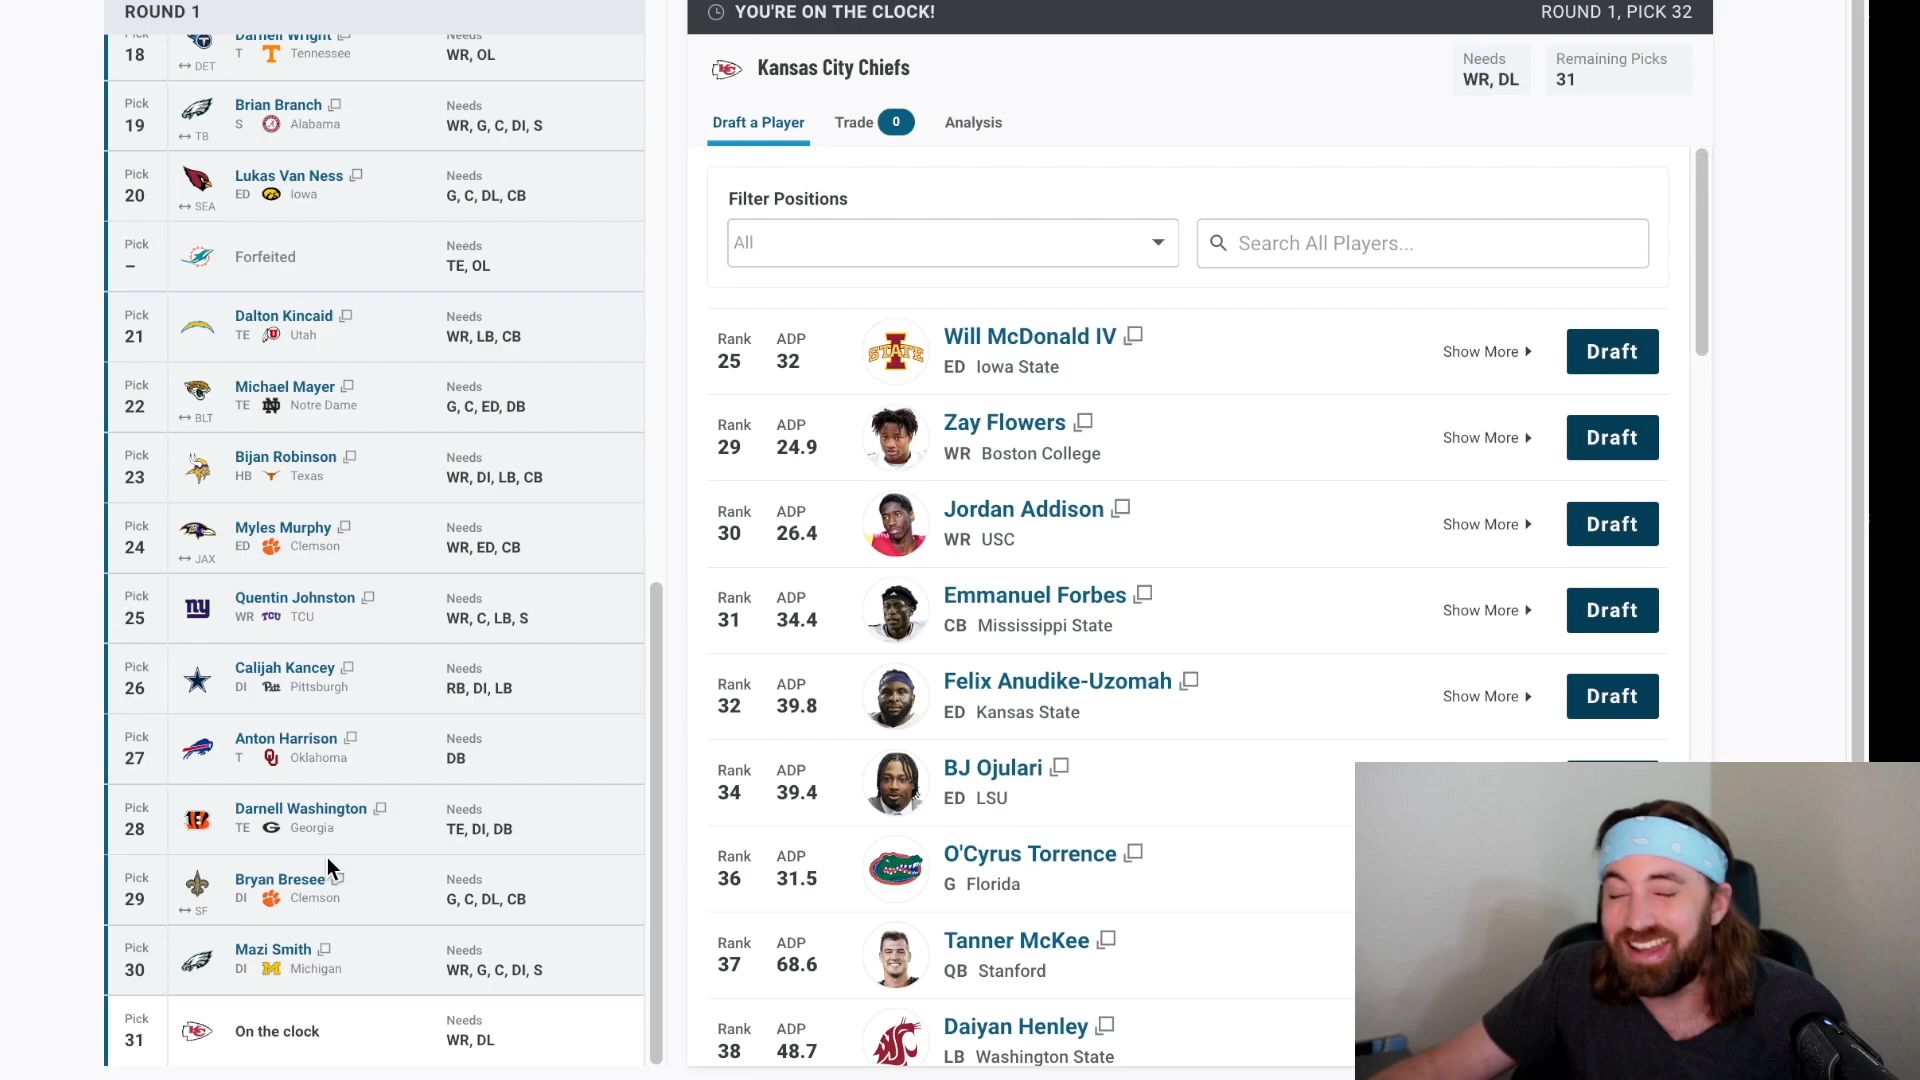 ROUND 1
Pick
18
DET
Darnell Wright
T Tennessee
Needs
WR, OL
Pick
19
TB
Brian Branch
S Alabama
Needs
WR, G, C, DI, S
Pick
20
SEA
Lukas Van Ness
ED Iowa
Needs
G, C, DL, CB
Pick
–
Forfeited
Needs
TE, OL
Pick
21
Dalton Kincaid
TE Utah
Needs
WR, LB, CB
Pick
22
BLT
Michael Mayer
TE Notre Dame
Needs
G, C, ED, DB
Pick
23
Bijan Robinson
HB Texas
Needs
WR, DI, LB, CB
Pick
24
JAX
Myles Murphy
ED Clemson
Needs
WR, ED, CB
Pick
25
ny
Quentin Johnston
WR TCU TCU
Needs
WR, C, LB, S
Pick
26
Calijah Kancey
DI Pitt Pittsburgh
Needs
RB, DI, LB
Pick
27
Anton Harrison
T Oklahoma
Needs
DB
Pick
28
Darnell Washington
TE Georgia
Needs
TE, DI, DB
Pick
29
SF
Bryan Bresee
DI Clemson
Needs
G, C, DL, CB
Pick
30
Mazi Smith
DI Michigan
Needs
WR, G, C, DI, S
Pick
31
On the clock
Needs
WR, DL
YOU'RE ON THE CLOCK!
ROUND 1, PICK 32
Kansas City Chiefs
Needs
WR, DL
Remaining Picks
31
Draft a Player
Trade 0
Analysis
Filter Positions
All
Search All Players...
Rank ADP
25 32
STATE
Will McDonald IV
ED Iowa State
Show More
Draft
Rank ADP
29 24.9
Zay Flowers
WR Boston College
Show More
Draft
Rank ADP
30 26.4
Jordan Addison
WR USC
Show More
Draft
Rank ADP
31 34.4
Emmanuel Forbes
CB Mississippi State
Show More
Draft
Rank ADP
32 39.8
Felix Anudike-Uzomah
ED Kansas State
Show More
Draft
Rank ADP
34 39.4
BJ Ojulari
ED LSU
Rank ADP
36 31.5
O'Cyrus Torrence
G Florida
Rank ADP
37 68.6
Tanner McKee
QB Stanford
Rank ADP
38 48.7
Daiyan Henley
LB Washington State